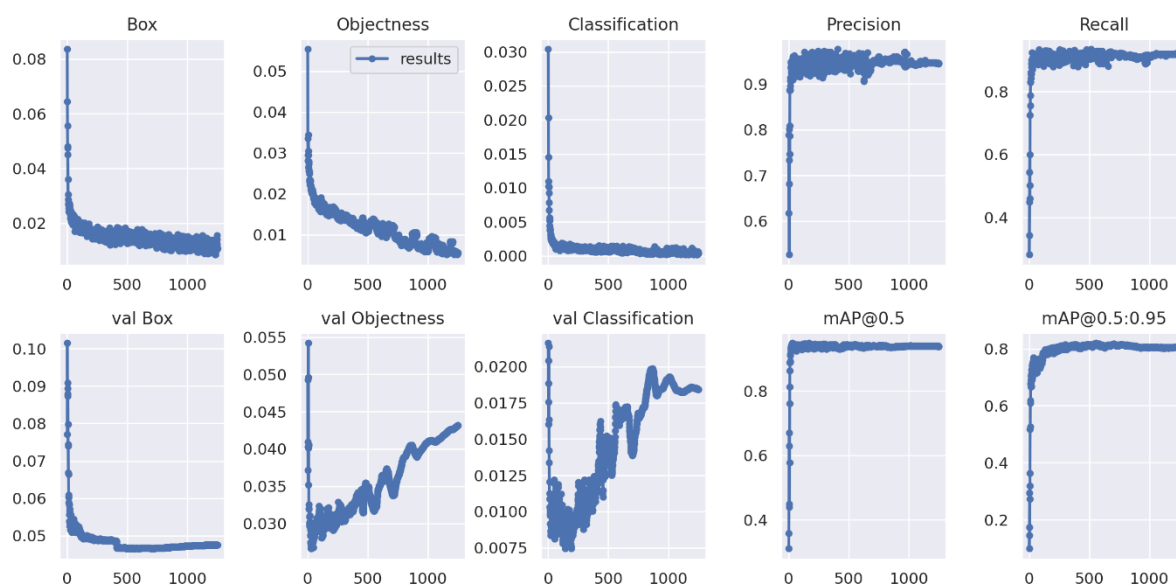 Box
Objectness
Classification
Precision
Recall
0.08
0.06
0.04
0.02
0 500 1000
results
0.05
0.04
0.03
0.02
0.01
0 500 1000
0.030
0.025
0.020
0.015
0.010
0.005
0.000
0 500 1000
0.9
0.8
0.7
0.6
0 500 1000
0.8
0.6
0.4
0 500 1000
val Box
val Objectness
val Classification
mAP@0.5
mAP@0.5:0.95
0.10
0.09
0.08
0.07
0.06
0.05
0 500 1000
0.055
0.050
0.045
0.040
0.035
0.030
0 500 1000
0.0200
0.0175
0.0150
0.0125
0.0100
0.0075
0 500 1000
0.8
0.6
0.4
0 500 1000
0.8
0.6
0.4
0.2
0 500 1000